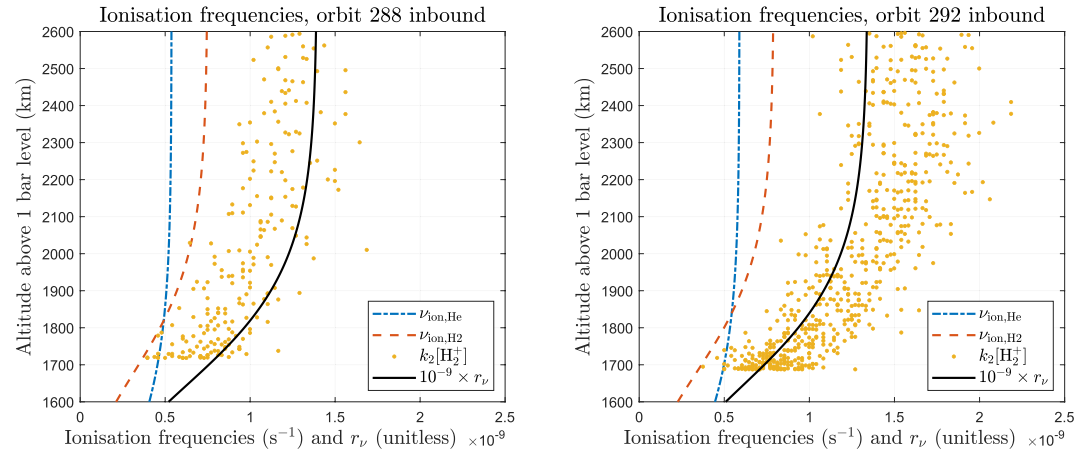 Ionisation frequencies, orbit 288 inbound
Altitude above 1 bar level (km)
2600
2500
2400
2300
2200
2100
2000
1900
1800
1700
1600
0
0.5
1
1.5
2
2.5
Ionisation frequencies (s⁻¹) and r_ν (unitless) ×10⁻⁹
ν_ion,He
ν_ion,H2
k₂[H₂⁺]
10⁻⁹ × r_ν
Ionisation frequencies, orbit 292 inbound
Altitude above 1 bar level (km)
2600
2500
2400
2300
2200
2100
2000
1900
1800
1700
1600
0
0.5
1
1.5
2
2.5
Ionisation frequencies (s⁻¹) and r_ν (unitless) ×10⁻⁹
ν_ion,He
ν_ion,H2
k₂[H₂⁺]
10⁻⁹ × r_ν